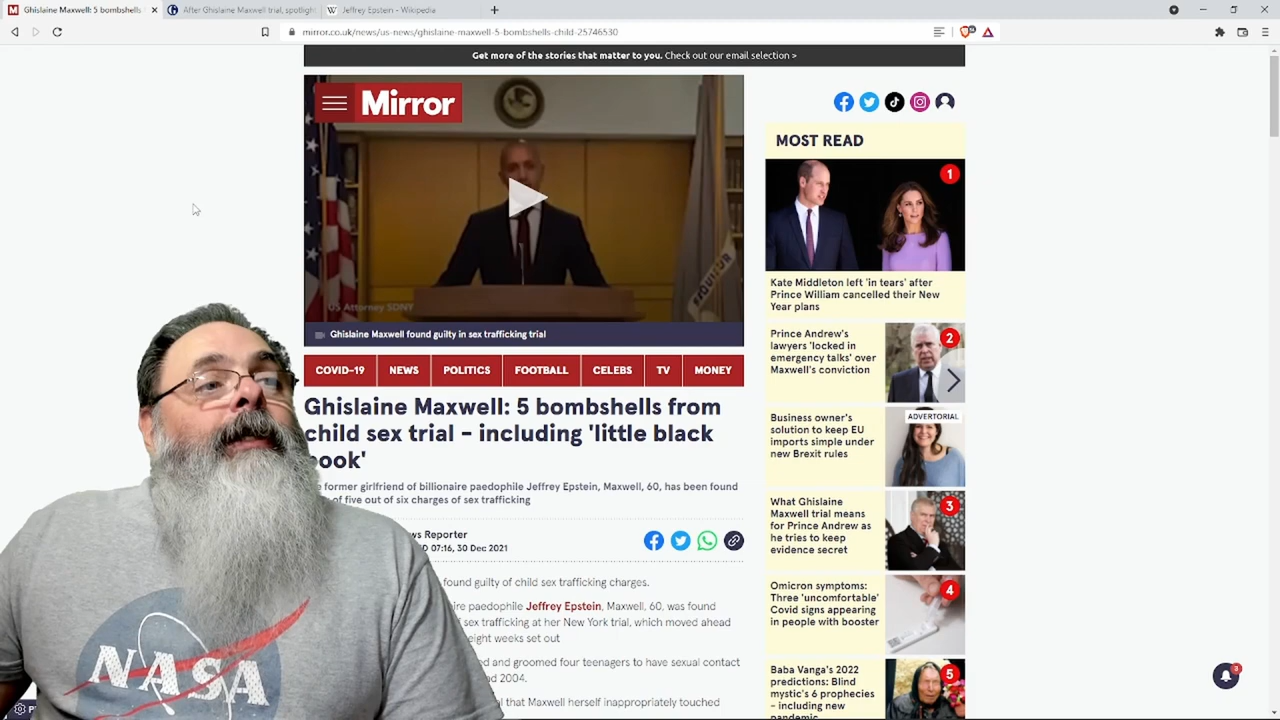 Ghislaine Maxwell: 5 bombshells
After Ghislaine Maxwell trial, spotligh
Jeffrey Epstein - Wikipedia
mirror.co.uk/news/us-news/ghislaine-maxwell-5-bombshells-child-25746530
Get more of the stories that matter to you. Check out our email selection >
Mirror
US Attorney SDNY
Ghislaine Maxwell found guilty in sex trafficking trial
COVID-19 NEWS POLITICS FOOTBALL CELEBS TV MONEY
Ghislaine Maxwell: 5 bombshells from
child sex trial - including 'little black
book'
former girlfriend of billionaire paedophile Jeffrey Epstein, Maxwell, 60, has been found
of five out of six charges of sex trafficking
ws Reporter
07:16, 30 Dec 2021
found guilty of child sex trafficking charges.
ire paedophile Jeffrey Epstein, Maxwell, 60, was found
sex trafficking at her New York trial, which moved ahead
eight weeks set out
ed and groomed four teenagers to have sexual contact
d 2004.
l that Maxwell herself inappropriately touched
MOST READ
1
Kate Middleton left 'in tears' after
Prince William cancelled their New
Year plans
Prince Andrew's
lawyers 'locked in
emergency talks' over
Maxwell's conviction
2
Business owner's
solution to keep EU
imports simple under
new Brexit rules
ADVERTORIAL
What Ghislaine
Maxwell trial means
for Prince Andrew as
he tries to keep
evidence secret
3
Omicron symptoms:
Three 'uncomfortable'
Covid signs appearing
in people with booster
4
Baba Vanga's 2022
predictions: Blind
mystic's 6 prophecies
- including new
pandemic
5
3
NASA